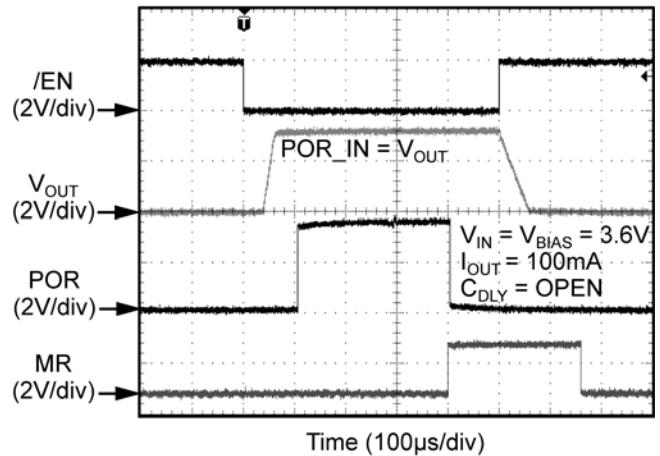 T
/EN
(2V/div)
POR_IN = VOUT
VOUT
(2V/div)
VIN = VBIAS = 3.6V
IOUT = 100mA
CDLY = OPEN
POR
(2V/div)
MR
(2V/div)
Time (100µs/div)